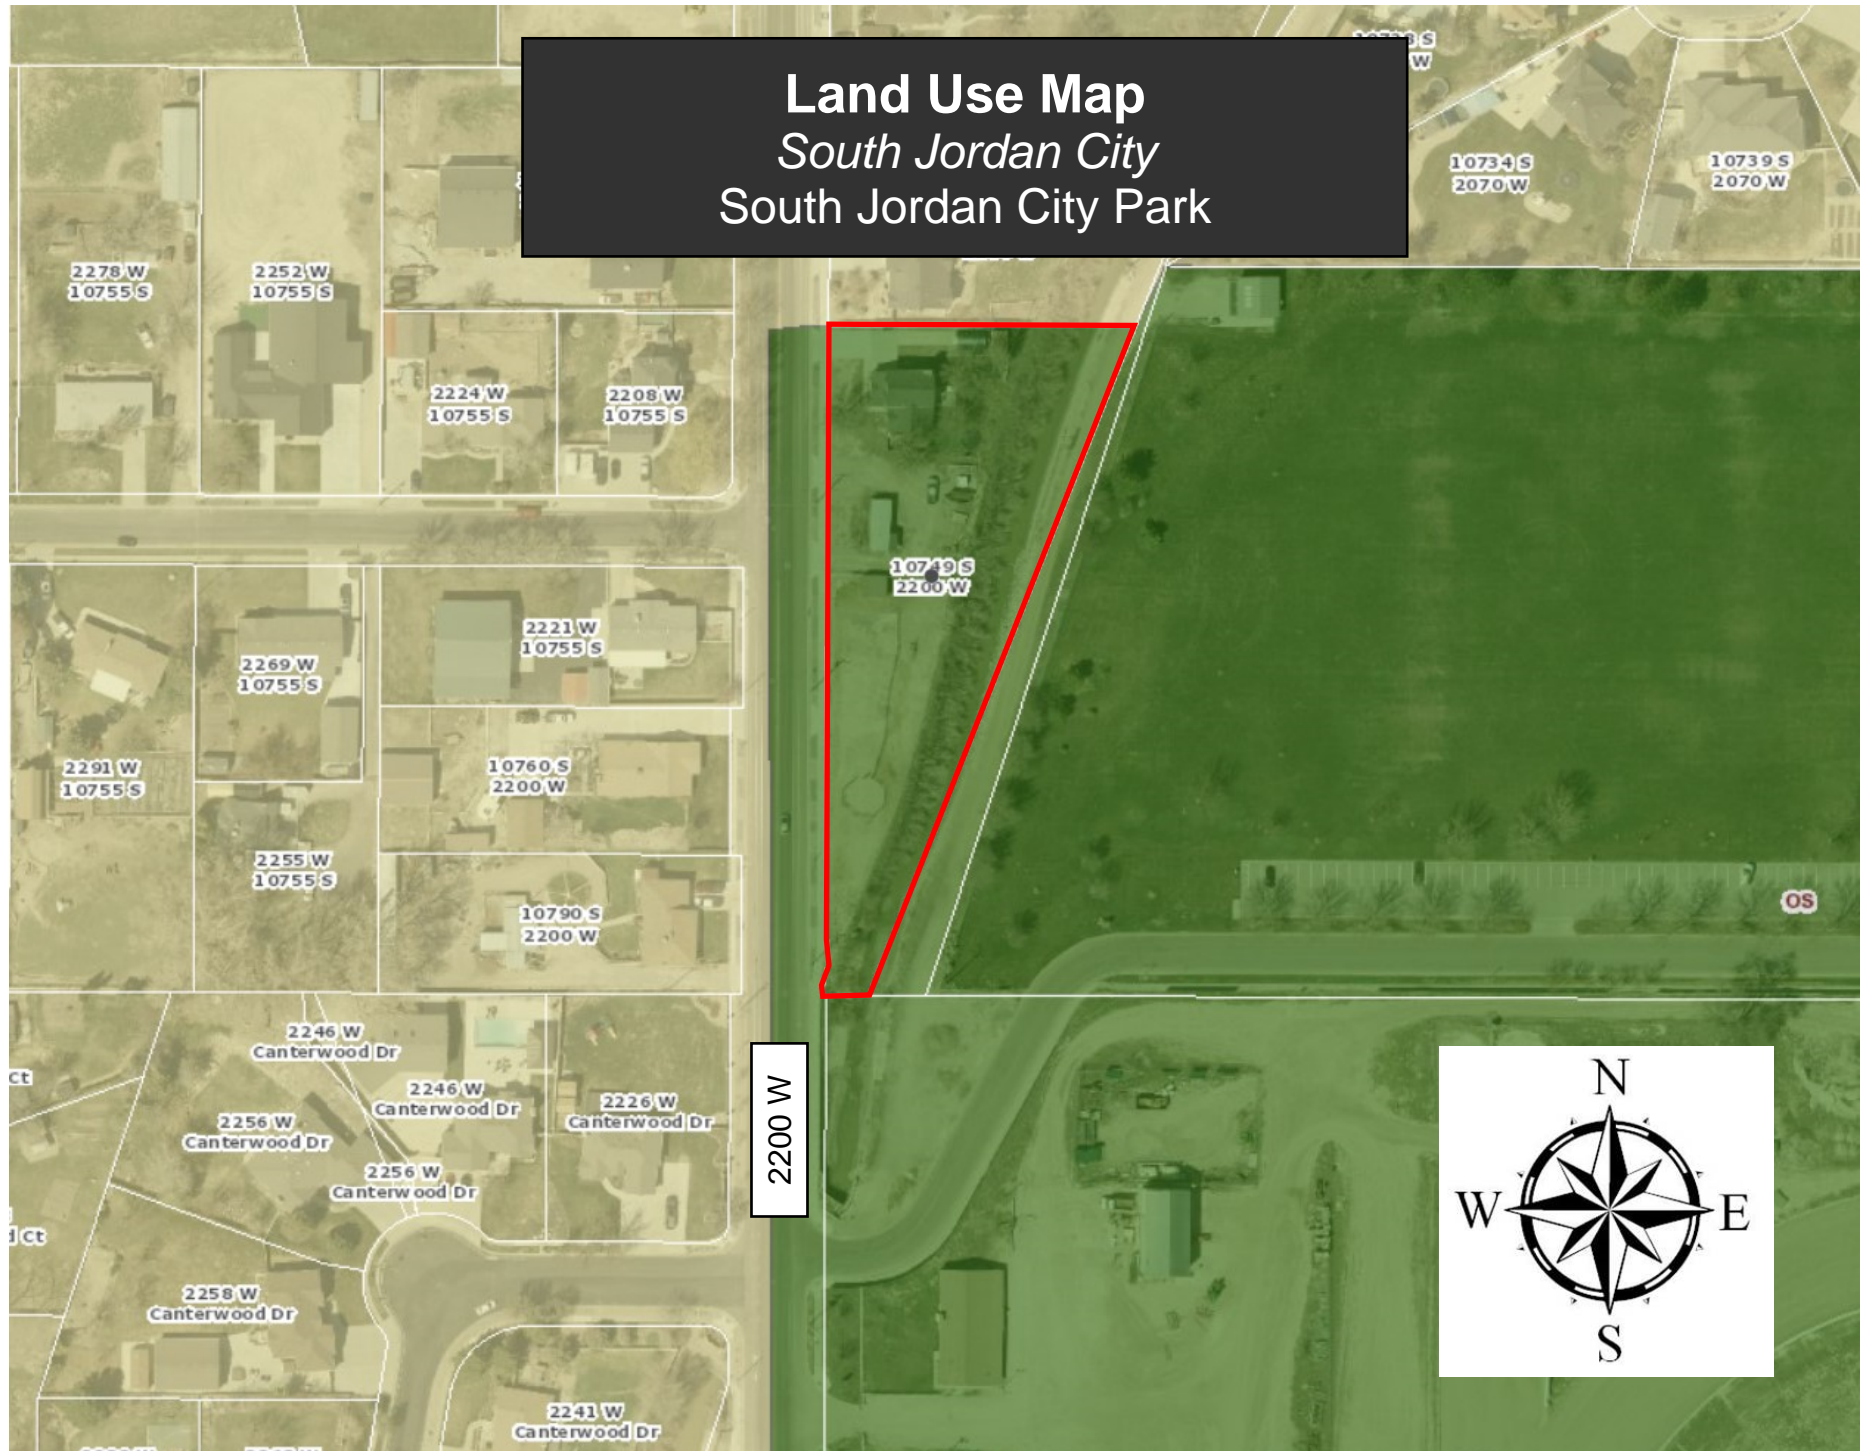 Land Use Map
South Jordan City
South Jordan City Park
10734 S
2070 W
10739 S
2070 W
2278 W
10755 S
2252 W
10755 S
2224 W
10755 S
2208 W
10755 S
10749 S
2200 W
2221 W
10755 S
2269 W
10755 S
2291 W
10755 S
10760 S
2200 W
2255 W
10755 S
10790 S
2200 W
OS
2246 W
Canterwood Dr
Ct
2246 W
Canterwood Dr
2226 W
Canterwood Dr
2256 W
Canterwood Dr
2256 W
Canterwood Dr
2200 W
N
W
E
S
Ct
2258 W
Canterwood Dr
2241 W
Canterwood Dr